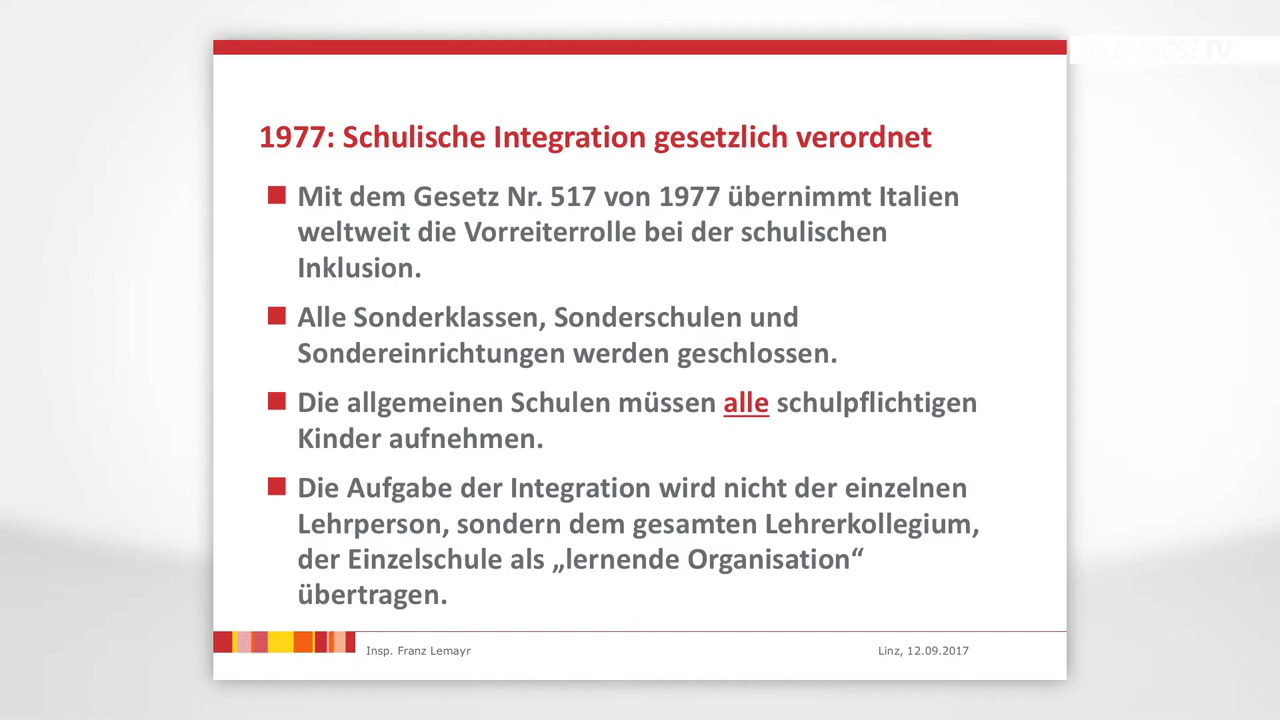 1977: Schulische Integration gesetzlich verordnet
Mit dem Gesetz Nr. 517 von 1977 übernimmt Italien
weltweit die Vorreiterrolle bei der schulischen
Inklusion.
Alle Sonderklassen, Sonderschulen und
Sondereinrichtungen werden geschlossen.
Die allgemeinen Schulen müssen alle schulpflichtigen
Kinder aufnehmen.
Die Aufgabe der Integration wird nicht der einzelnen
Lehrperson, sondern dem gesamten Lehrerkollegium,
der Einzelschule als „lernende Organisation“
übertragen.
Insp. Franz Lemayr
Linz, 12.09.2017